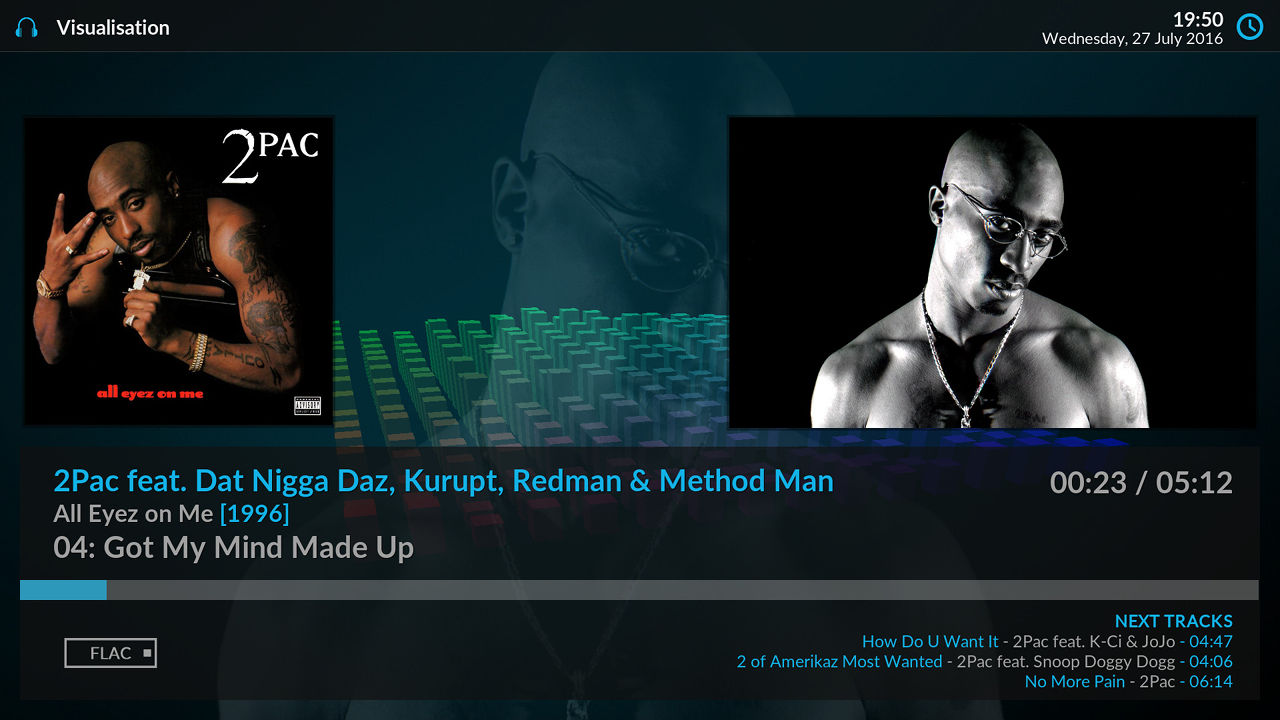 Visualisation
19:50
Wednesday, 27 July 2016
2PAC
all eyez on me
2Pac feat. Dat Nigga Daz, Kurupt, Redman & Method Man
00:23 / 05:12
All Eyez on Me [1996]
04: Got My Mind Made Up
FLAC
NEXT TRACKS
How Do U Want It - 2Pac feat. K-Ci & JoJo - 04:47
2 of Amerikaz Most Wanted - 2Pac feat. Snoop Doggy Dogg - 04:06
No More Pain - 2Pac - 06:14